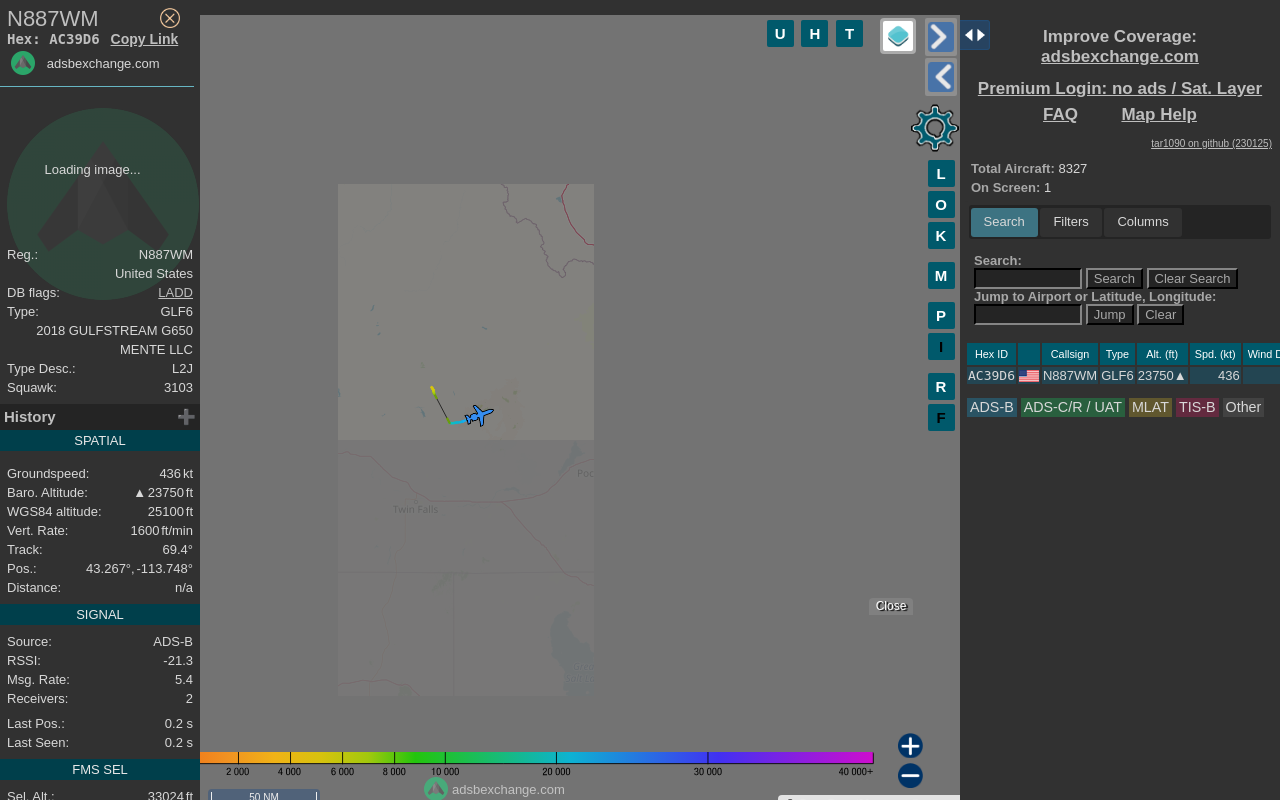 N887WM
Hex: AC39D6 Copy Link
adsbexchange.com
Loading image...
Reg.: N887WM
United States
DB flags: LADD
Type: GLF6
2018 GULFSTREAM G650
MENTE LLC
Type Desc.: L2J
Squawk: 3103
History
SPATIAL
Groundspeed: 436 kt
Baro. Altitude: ▲ 23750 ft
WGS84 altitude: 25100 ft
Vert. Rate: 1600 ft/min
Track: 69.4°
Pos.: 43.267°, -113.748°
Distance: n/a
SIGNAL
Source: ADS-B
RSSI: -21.3
Msg. Rate: 5.4
Receivers: 2
Last Pos.: 0.2 s
Last Seen: 0.2 s
FMS SEL
Sel. Alt.: 33024 ft
U H T
L
O
K
M
P
I
R
F
Twin Falls
Close
2 000 4 000 6 000 8 000 10 000 20 000 30 000 40 000+
adsbexchange.com
50 NM
Improve Coverage:
adsbexchange.com
Premium Login: no ads / Sat. Layer
FAQ Map Help
tar1090 on github (230125)
Total Aircraft: 8327
On Screen: 1
Search Filters Columns
Search:
Search Clear Search
Jump to Airport or Latitude, Longitude:
Jump Clear
Hex ID Callsign Type Alt. (ft) Spd. (kt) Wind D
AC39D6 N887WM GLF6 23750▲ 436
ADS-B ADS-C/R / UAT MLAT TIS-B Other